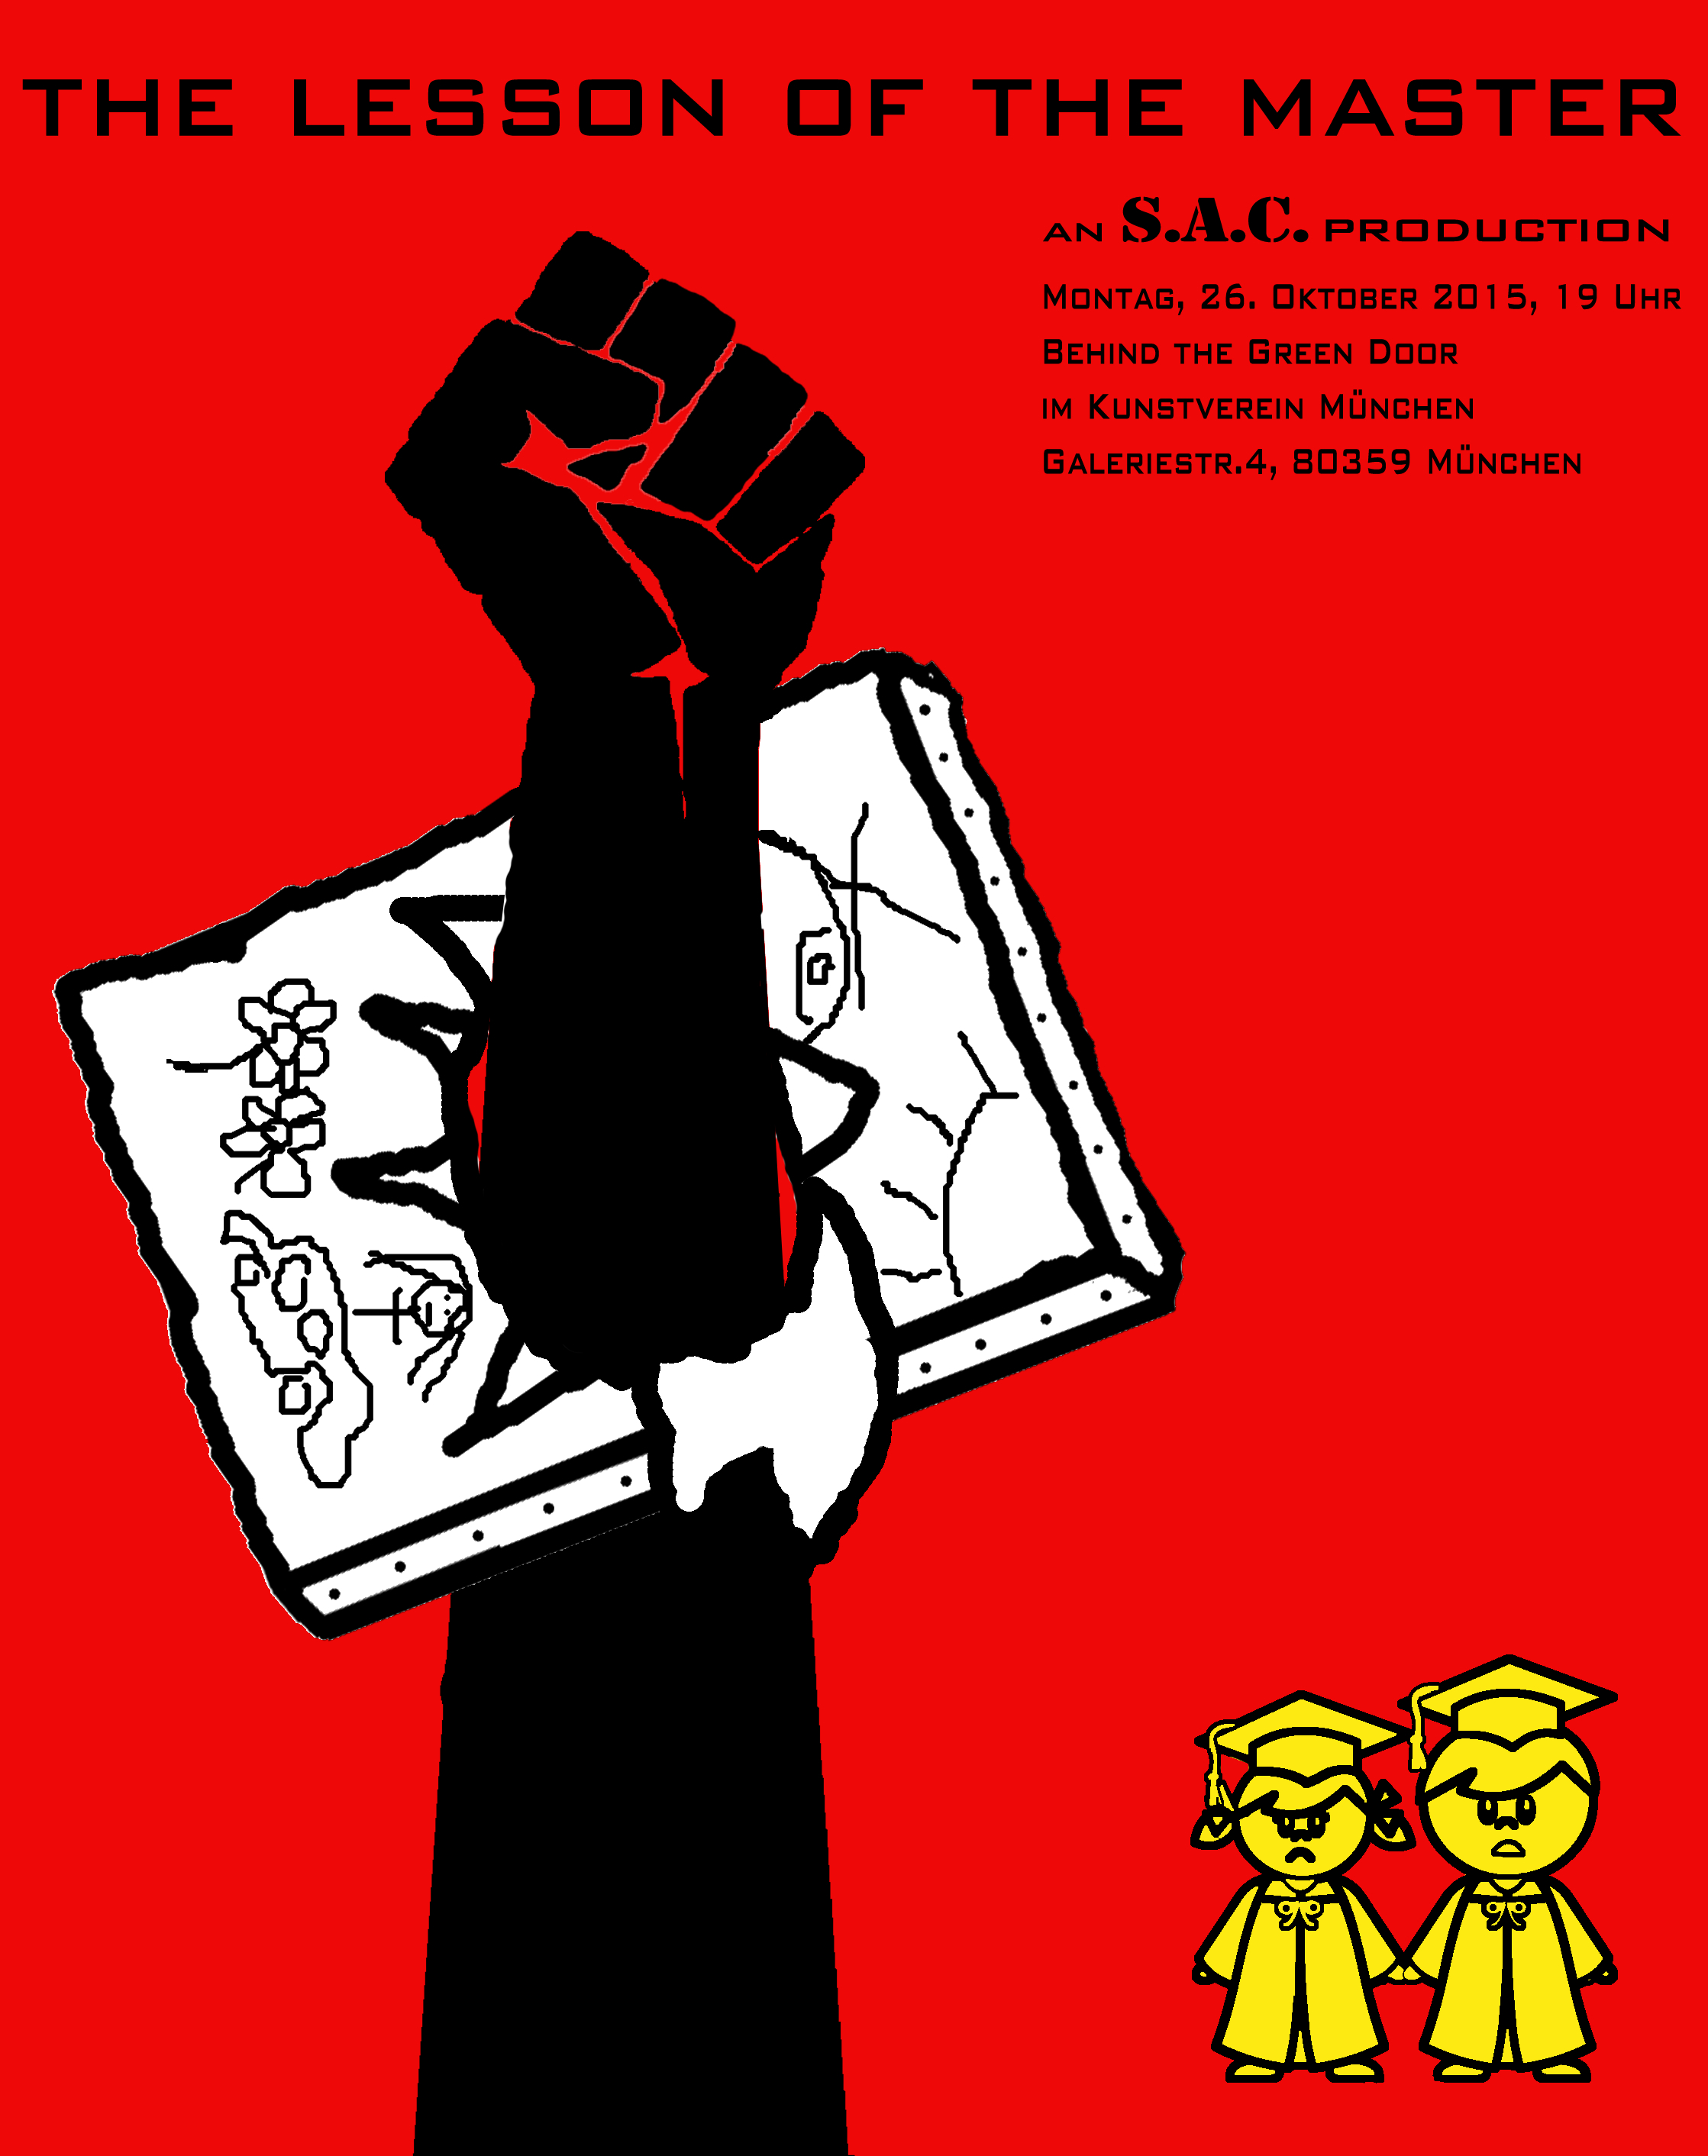 THE LESSON OF THE MASTER
AN S.A.C. PRODUCTION
MONTAG, 26. OKTOBER 2015, 19 UHR
BEHIND THE GREEN DOOR
IM KUNSTVEREIN MÜNCHEN
GALERIESTR.4, 80359 MÜNCHEN